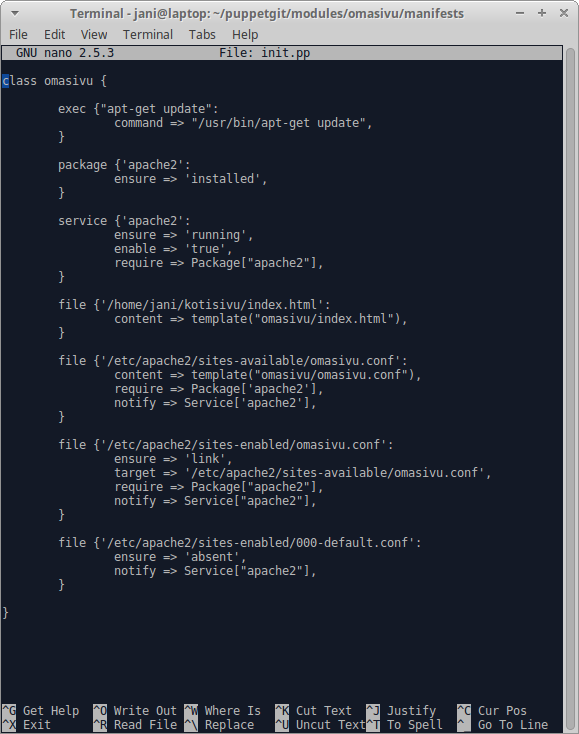 Terminal - jani@laptop: ~/puppetgit/modules/omasivu/manifests
File Edit View Terminal Tabs Help
GNU nano 2.5.3 File: init.pp
class omasivu {
exec {"apt-get update":
command => "/usr/bin/apt-get update",
}
package {'apache2':
ensure => 'installed',
}
service {'apache2':
ensure => 'running',
enable => 'true',
require => Package["apache2"],
}
file {'/home/jani/kotisivu/index.html':
content => template("omasivu/index.html"),
}
file {'/etc/apache2/sites-available/omasivu.conf':
content => template("omasivu/omasivu.conf"),
require => Package['apache2'],
notify => Service['apache2'],
}
file {'/etc/apache2/sites-enabled/omasivu.conf':
ensure => 'link',
target => '/etc/apache2/sites-available/omasivu.conf',
require => Package["apache2"],
notify => Service["apache2"],
}
file {'/etc/apache2/sites-enabled/000-default.conf':
ensure => 'absent',
notify => Service["apache2"],
}
}
^G Get Help ^O Write Out ^W Where Is ^K Cut Text ^J Justify ^C Cur Pos
^X Exit ^R Read File ^\ Replace ^U Uncut Text ^T To Spell ^_ Go To Line